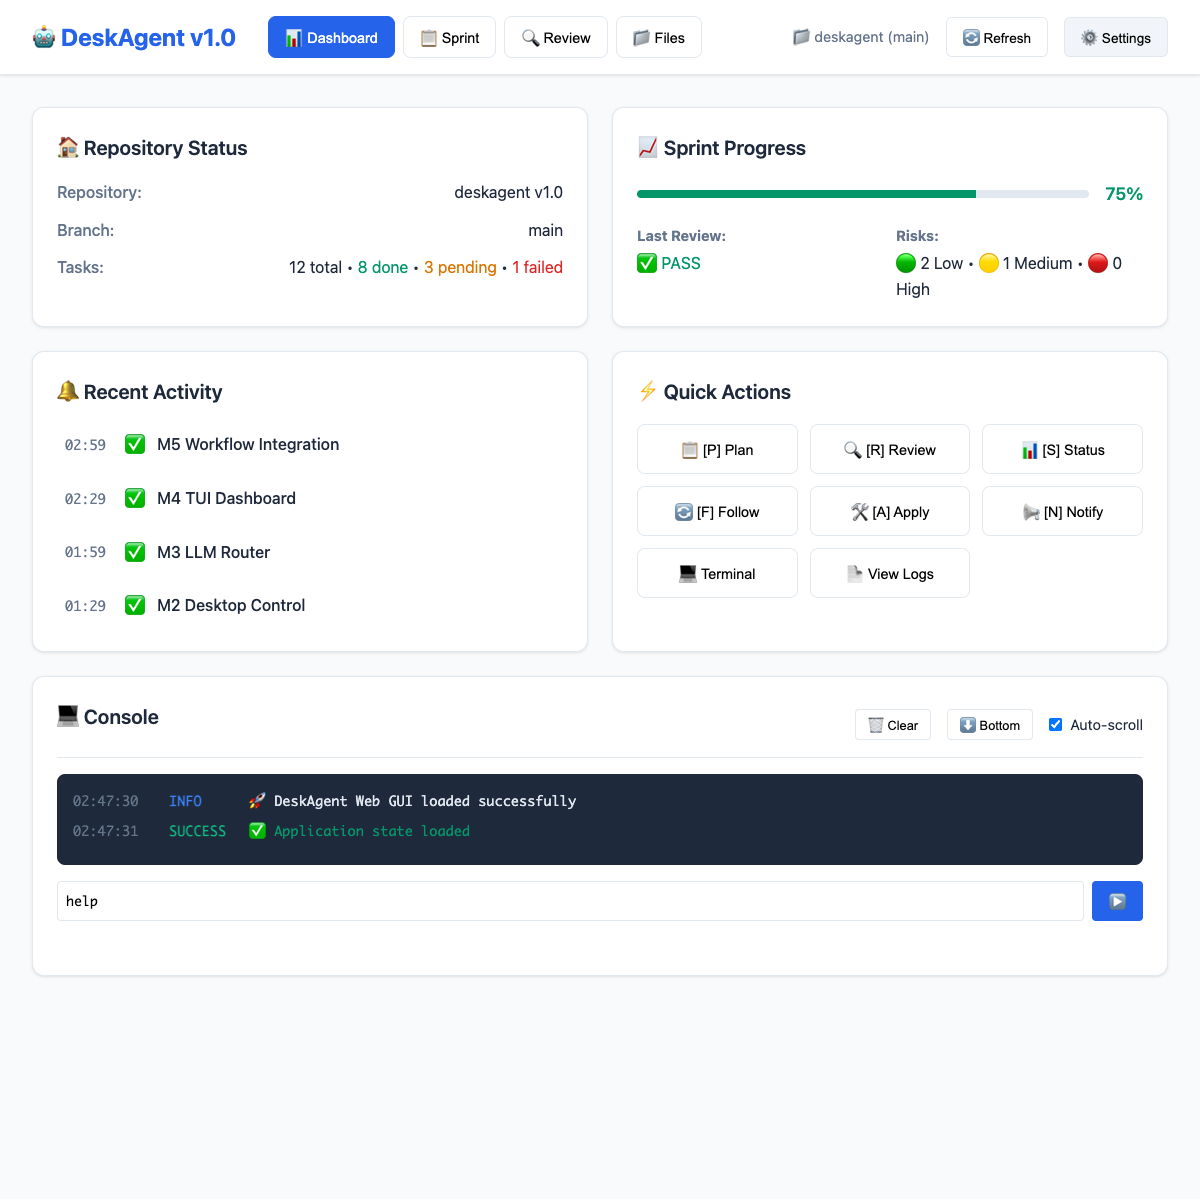 DeskAgent v1.0
Dashboard
Sprint
Review
Files
deskagent (main)
Refresh
Settings
Repository Status
Repository: deskagent v1.0
Branch: main
Tasks: 12 total • 8 done • 3 pending • 1 failed
Sprint Progress
75%
Last Review:
PASS
Risks:
2 Low • 1 Medium • 0
High
Recent Activity
02:59 M5 Workflow Integration
02:29 M4 TUI Dashboard
01:59 M3 LLM Router
01:29 M2 Desktop Control
Quick Actions
[P] Plan
[R] Review
[S] Status
[F] Follow
[A] Apply
[N] Notify
Terminal
View Logs
Console
Clear
Bottom
Auto-scroll
02:47:30 INFO DeskAgent Web GUI loaded successfully
02:47:31 SUCCESS Application state loaded
help